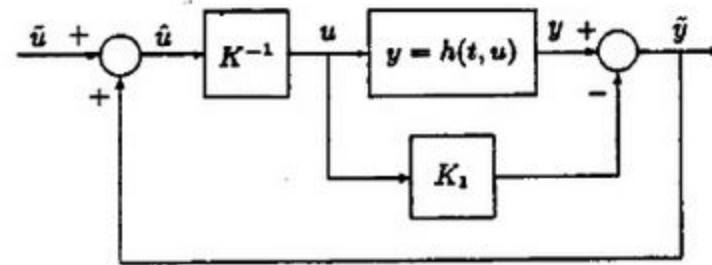 ũ + û K⁻¹ u y = h(t, u) y + ỹ
+ −
K₁